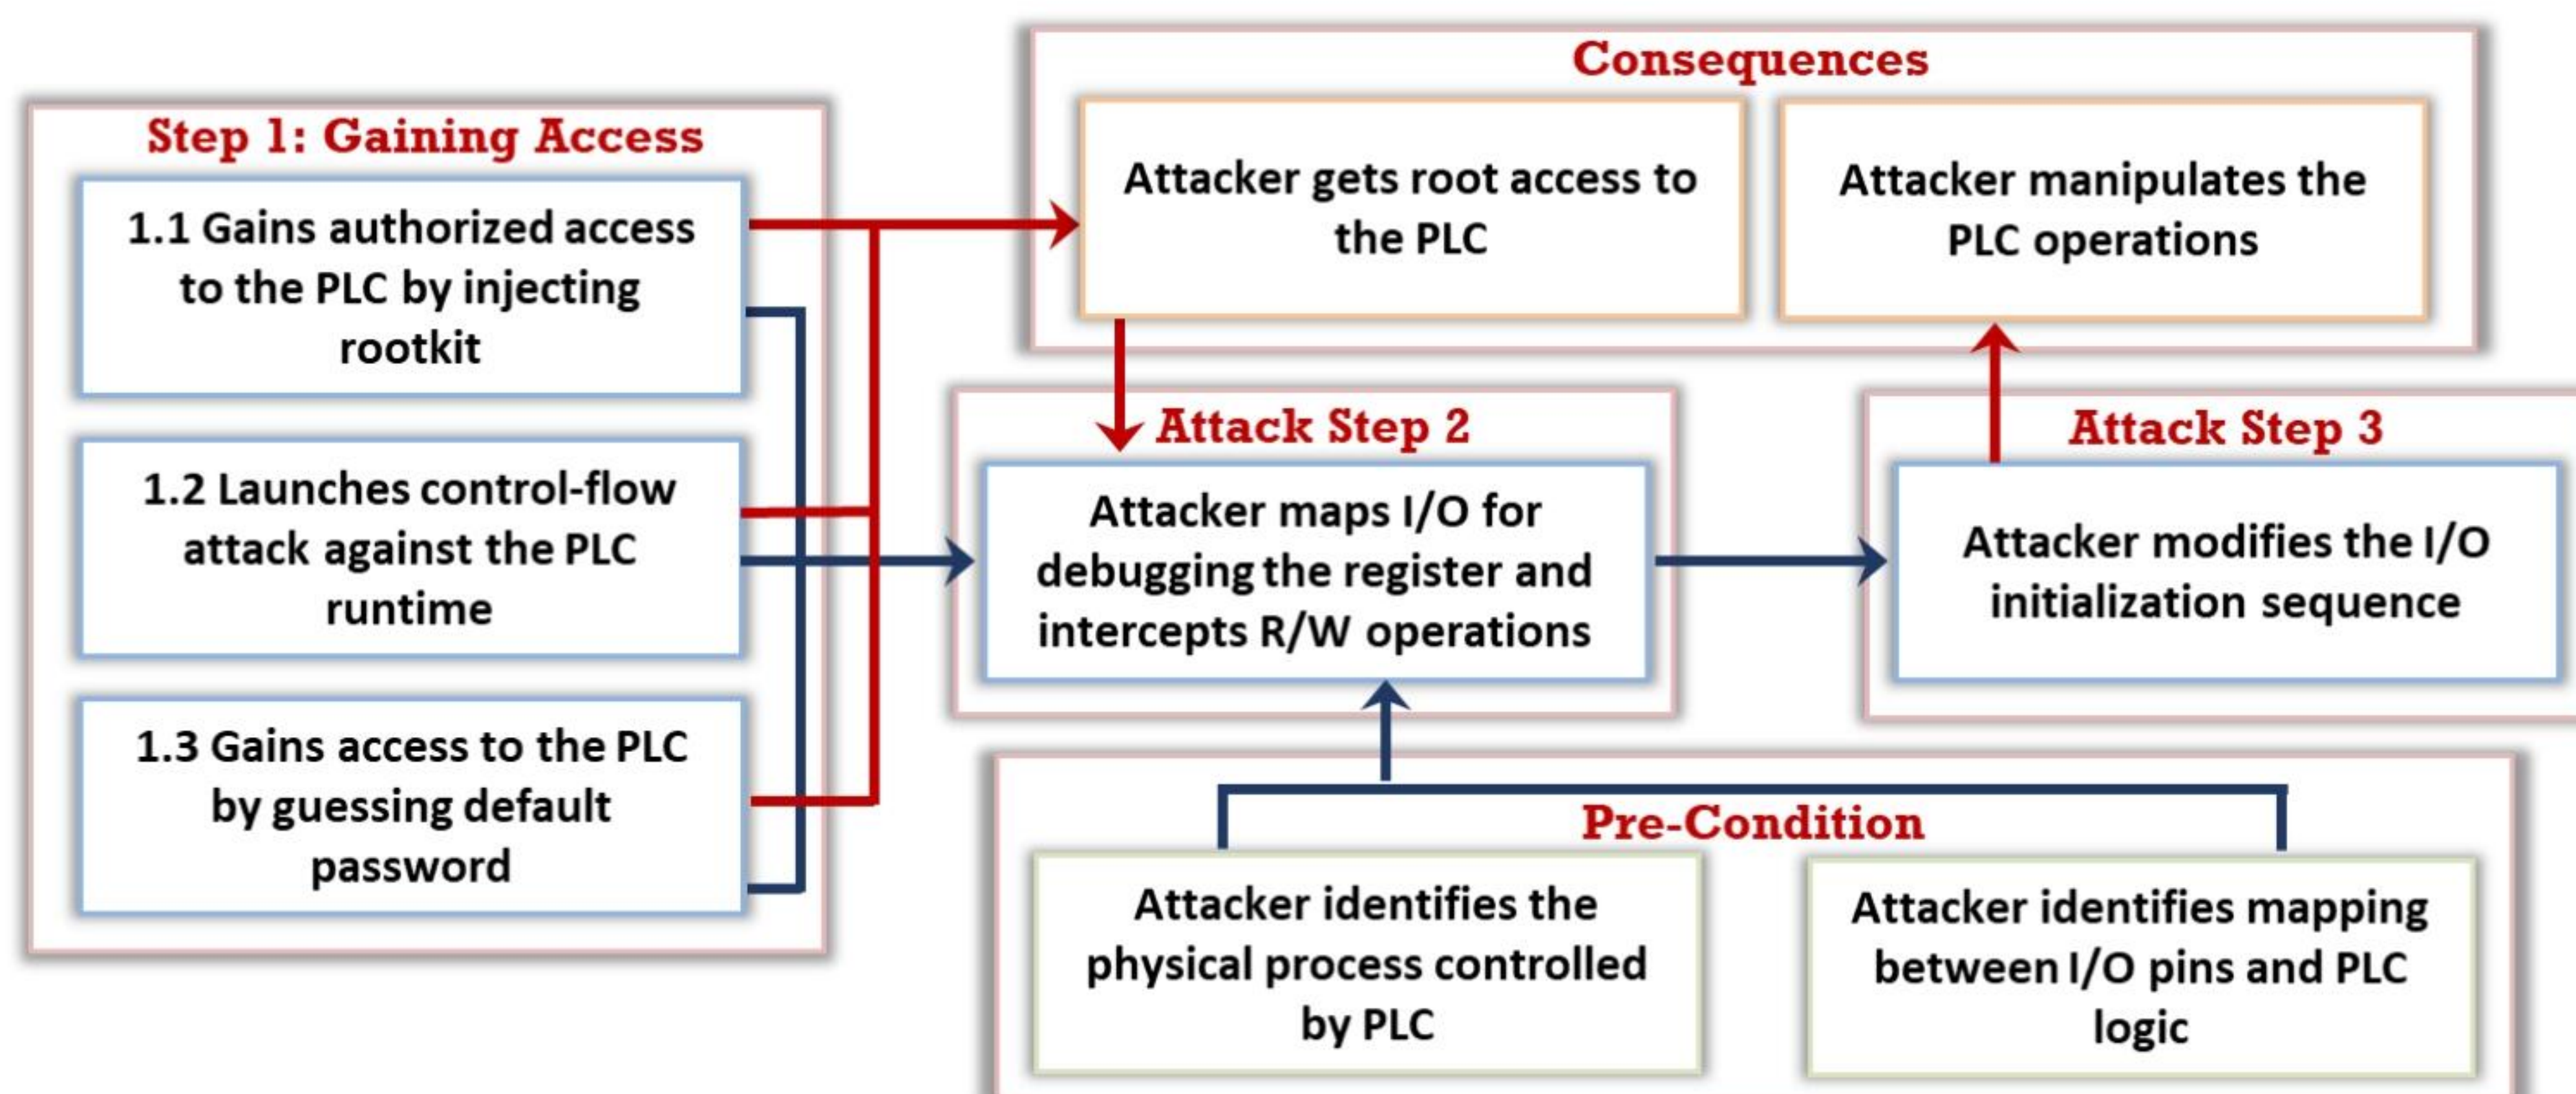 Consequences
Step 1: Gaining Access
1.1 Gains authorized access
to the PLC by injecting
rootkit
1.2 Launches control-flow
attack against the PLC
runtime
1.3 Gains access to the PLC
by guessing default
password
Attacker gets root access to
the PLC
Attacker manipulates the
PLC operations
Attack Step 2
Attacker maps I/O for
debugging the register and
intercepts R/W operations
Attack Step 3
Attacker modifies the I/O
initialization sequence
Pre-Condition
Attacker identifies the
physical process controlled
by PLC
Attacker identifies mapping
between I/O pins and PLC
logic